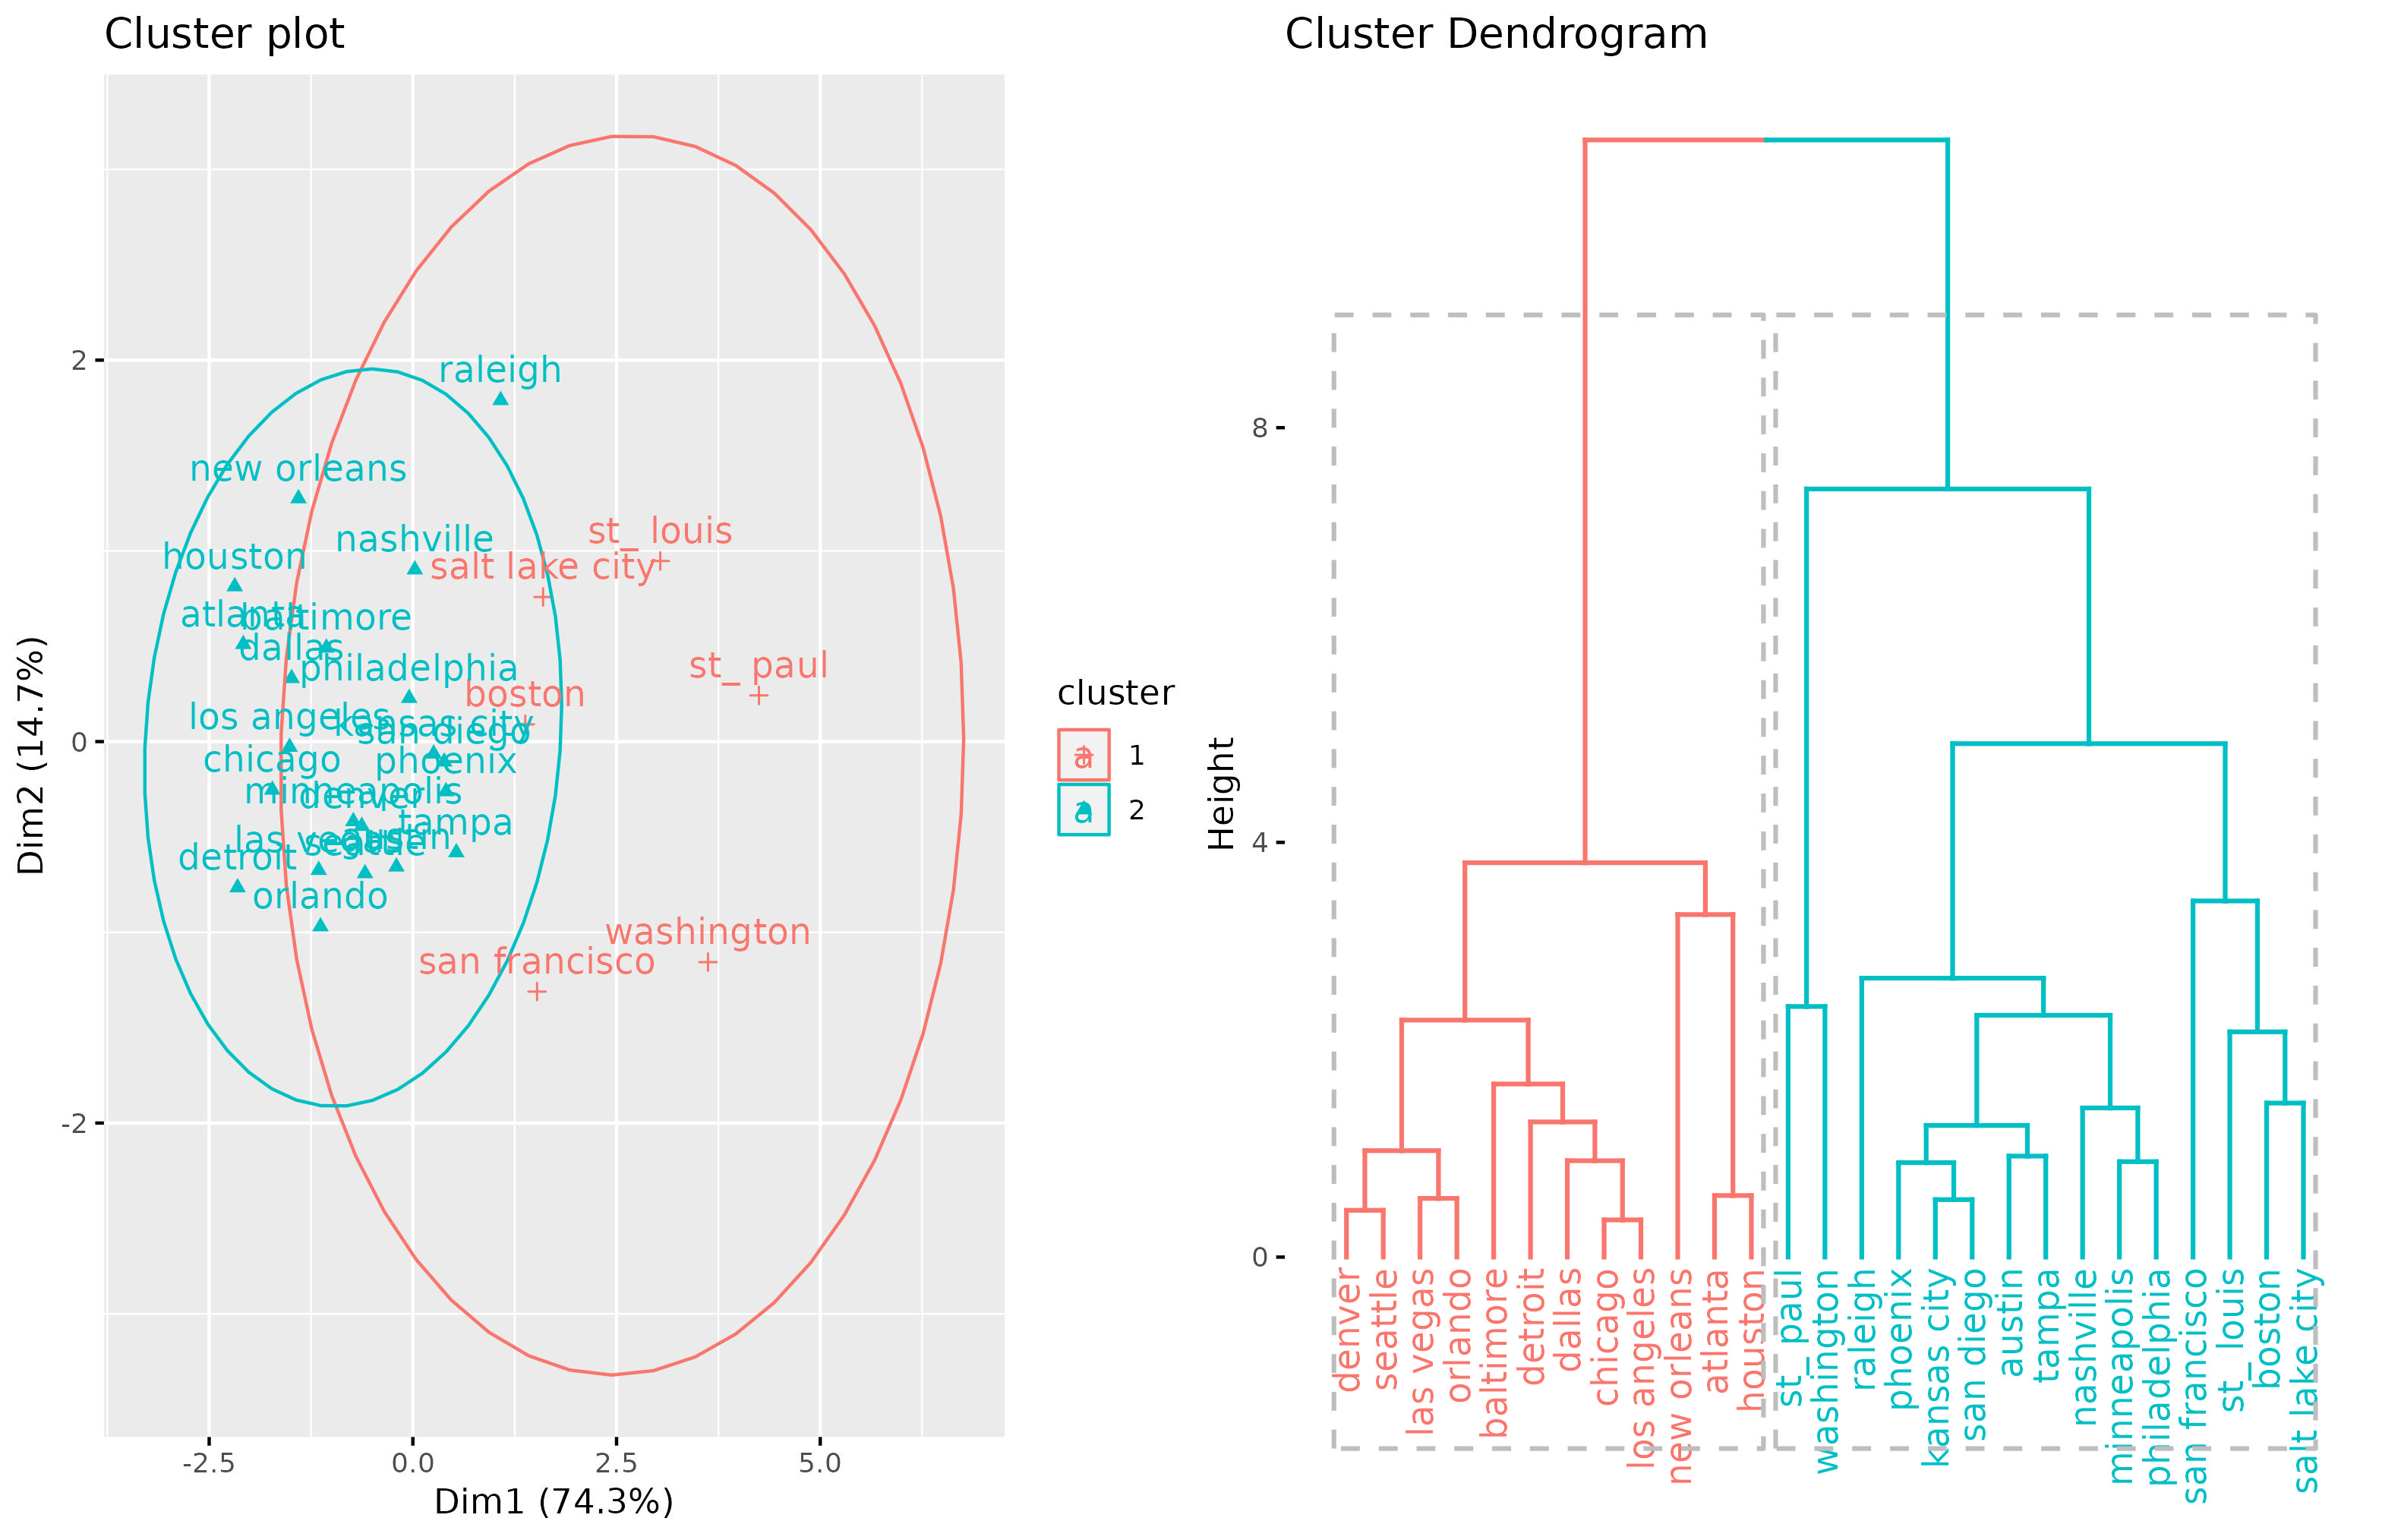 Cluster plot
raleigh
new orleans
nashville
st_ louis
houston
salt lake city
atlanta
baltimore
dallas
philadelphia
st_ paul
boston
los angeles
kansas city
san diego
chicago
phoenix
minneapolis
denver
tampa
las vegas
austin
seattle
detroit
orlando
washington
san francisco
2
0
-2
-2.5
0.0
2.5
5.0
Dim1 (74.3%)
Dim2 (14.7%)
cluster
a 1
a 2
Cluster Dendrogram
Height
8
4
0
denver
seattle
las vegas
orlando
baltimore
detroit
dallas
chicago
los angeles
new orleans
atlanta
houston
st_ paul
washington
raleigh
phoenix
kansas city
san diego
austin
tampa
nashville
minneapolis
philadelphia
san francisco
st_ louis
boston
salt lake city